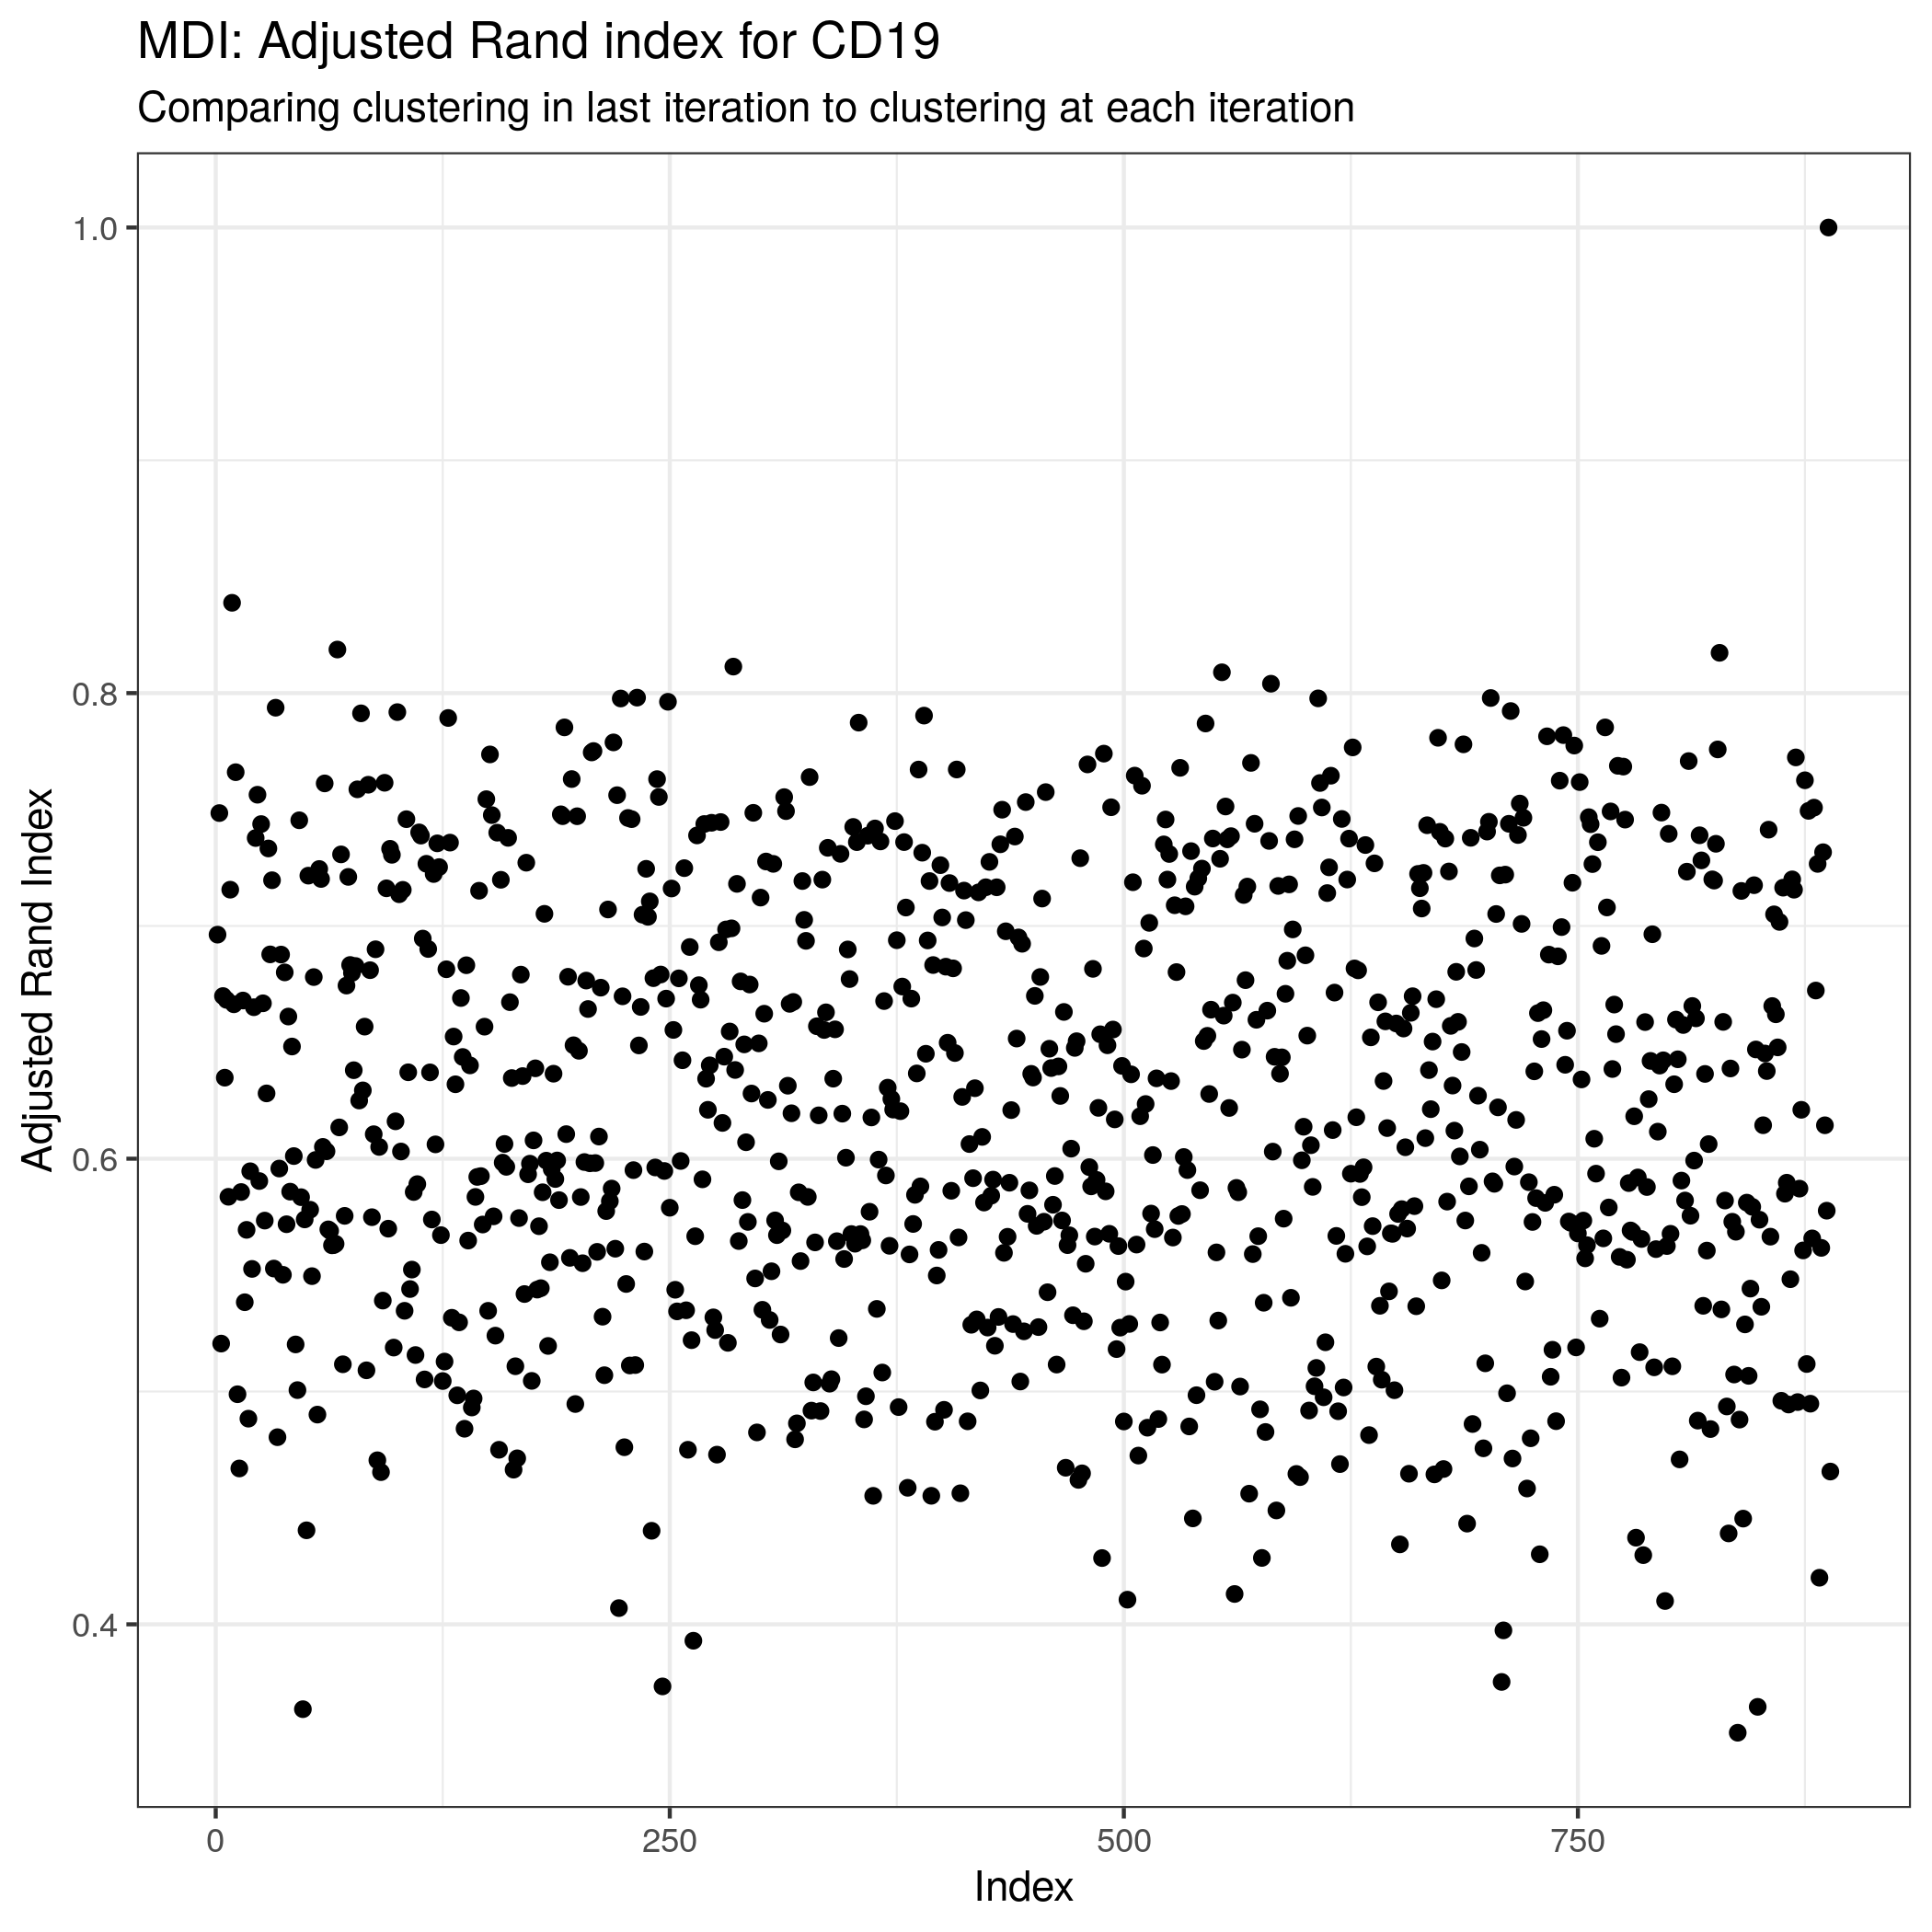 MDI: Adjusted Rand index for CD19
Comparing clustering in last iteration to clustering at each iteration
1.0
0.8
0.6
0.4
Adjusted Rand Index
0 250 500 750
Index